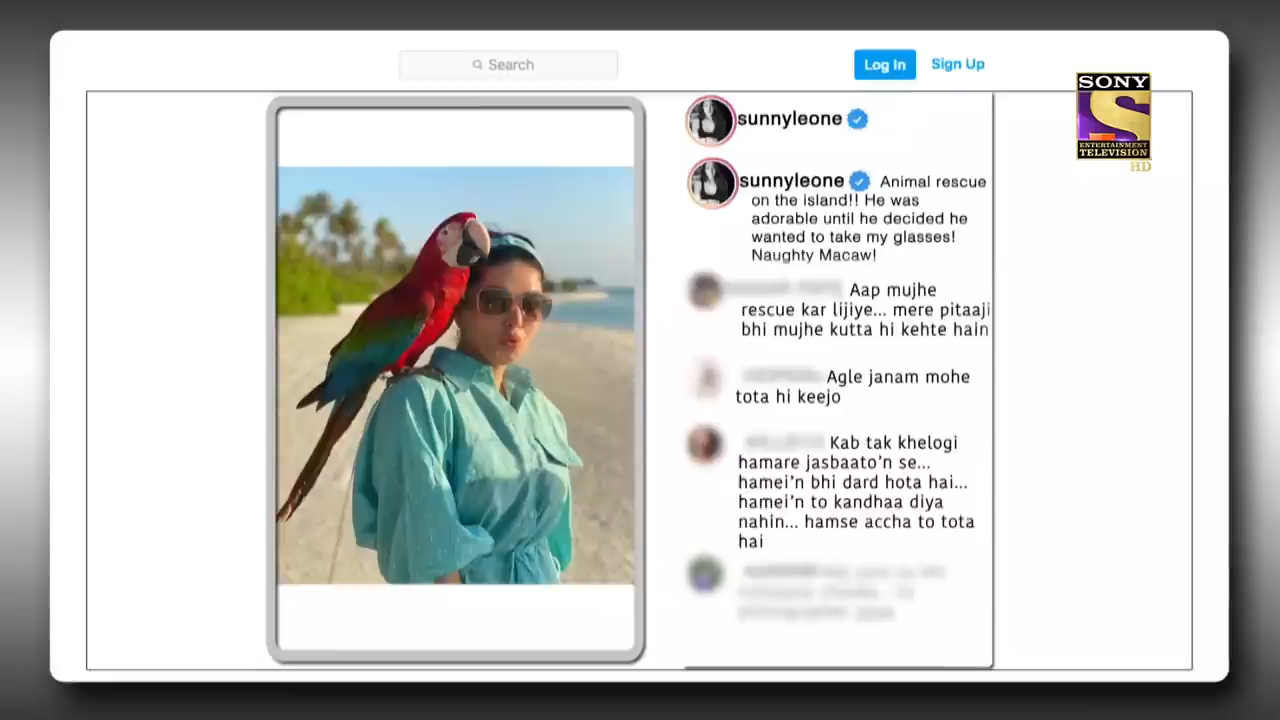 Search
Log In
Sign Up
SONY
ENTERTAINMENT
TELEVISION
HD
sunnyleone
sunnyleone Animal rescue
on the island!! He was
adorable until he decided he
wanted to take my glasses!
Naughty Macaw!
Aap mujhe
rescue kar lijiye... mere pitaaji
bhi mujhe kutta hi kehte hain
Agle janam mohe
tota hi keejo
Kab tak khelogi
hamare jasbaato'n se...
hamei'n bhi dard hota hai...
hamei'n to kandhaa diya
nahin... hamse accha to tota
hai